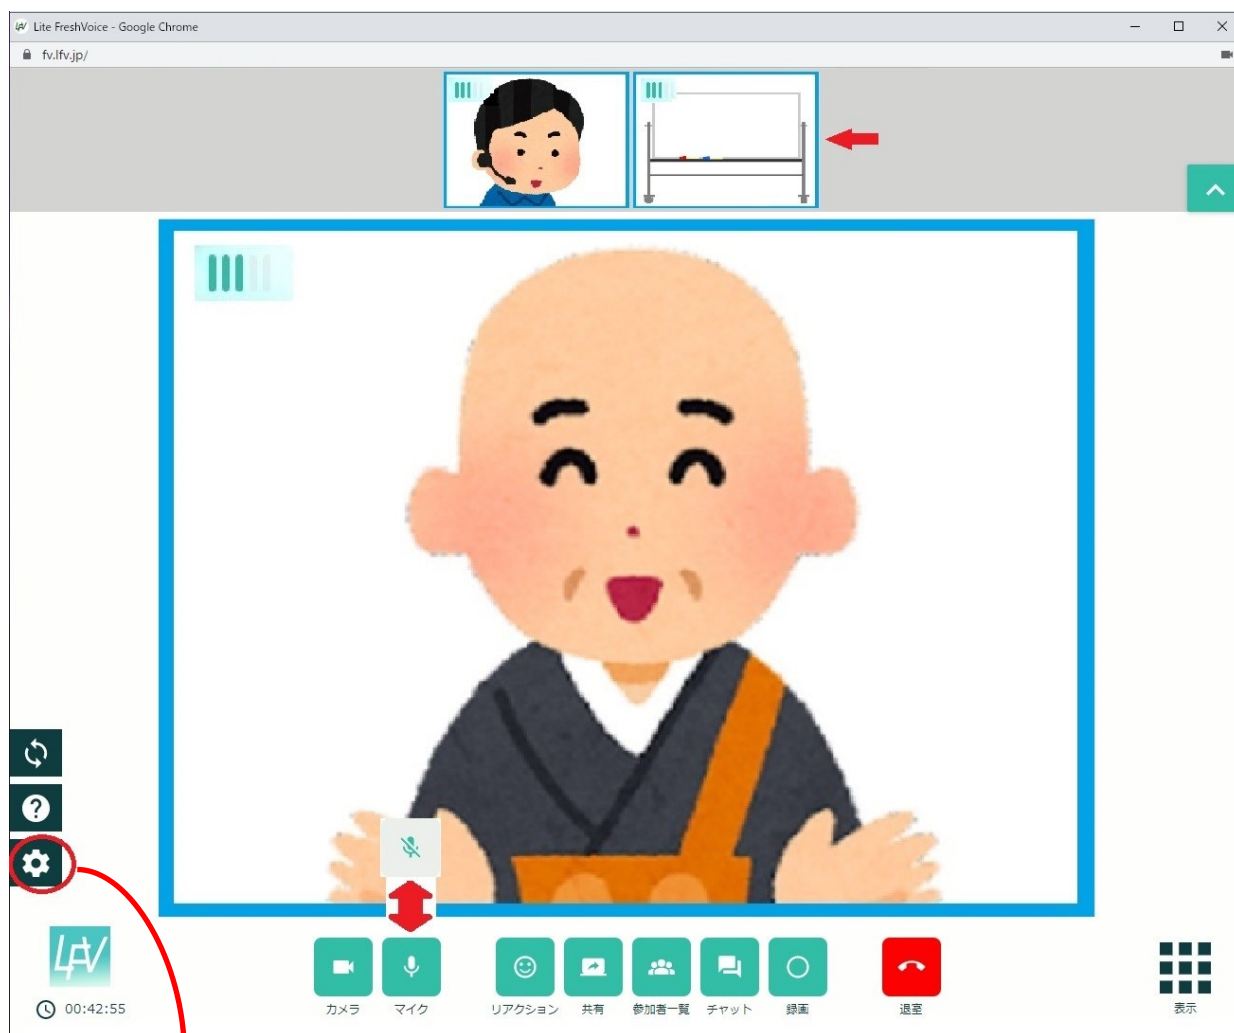 Lite FreshVoice - Google Chrome
fv.lfv.jp/
LFV
00:42:55
カメラ
マイク
リアクション
共有
参加者一覧
チャット
録画
退室
表示